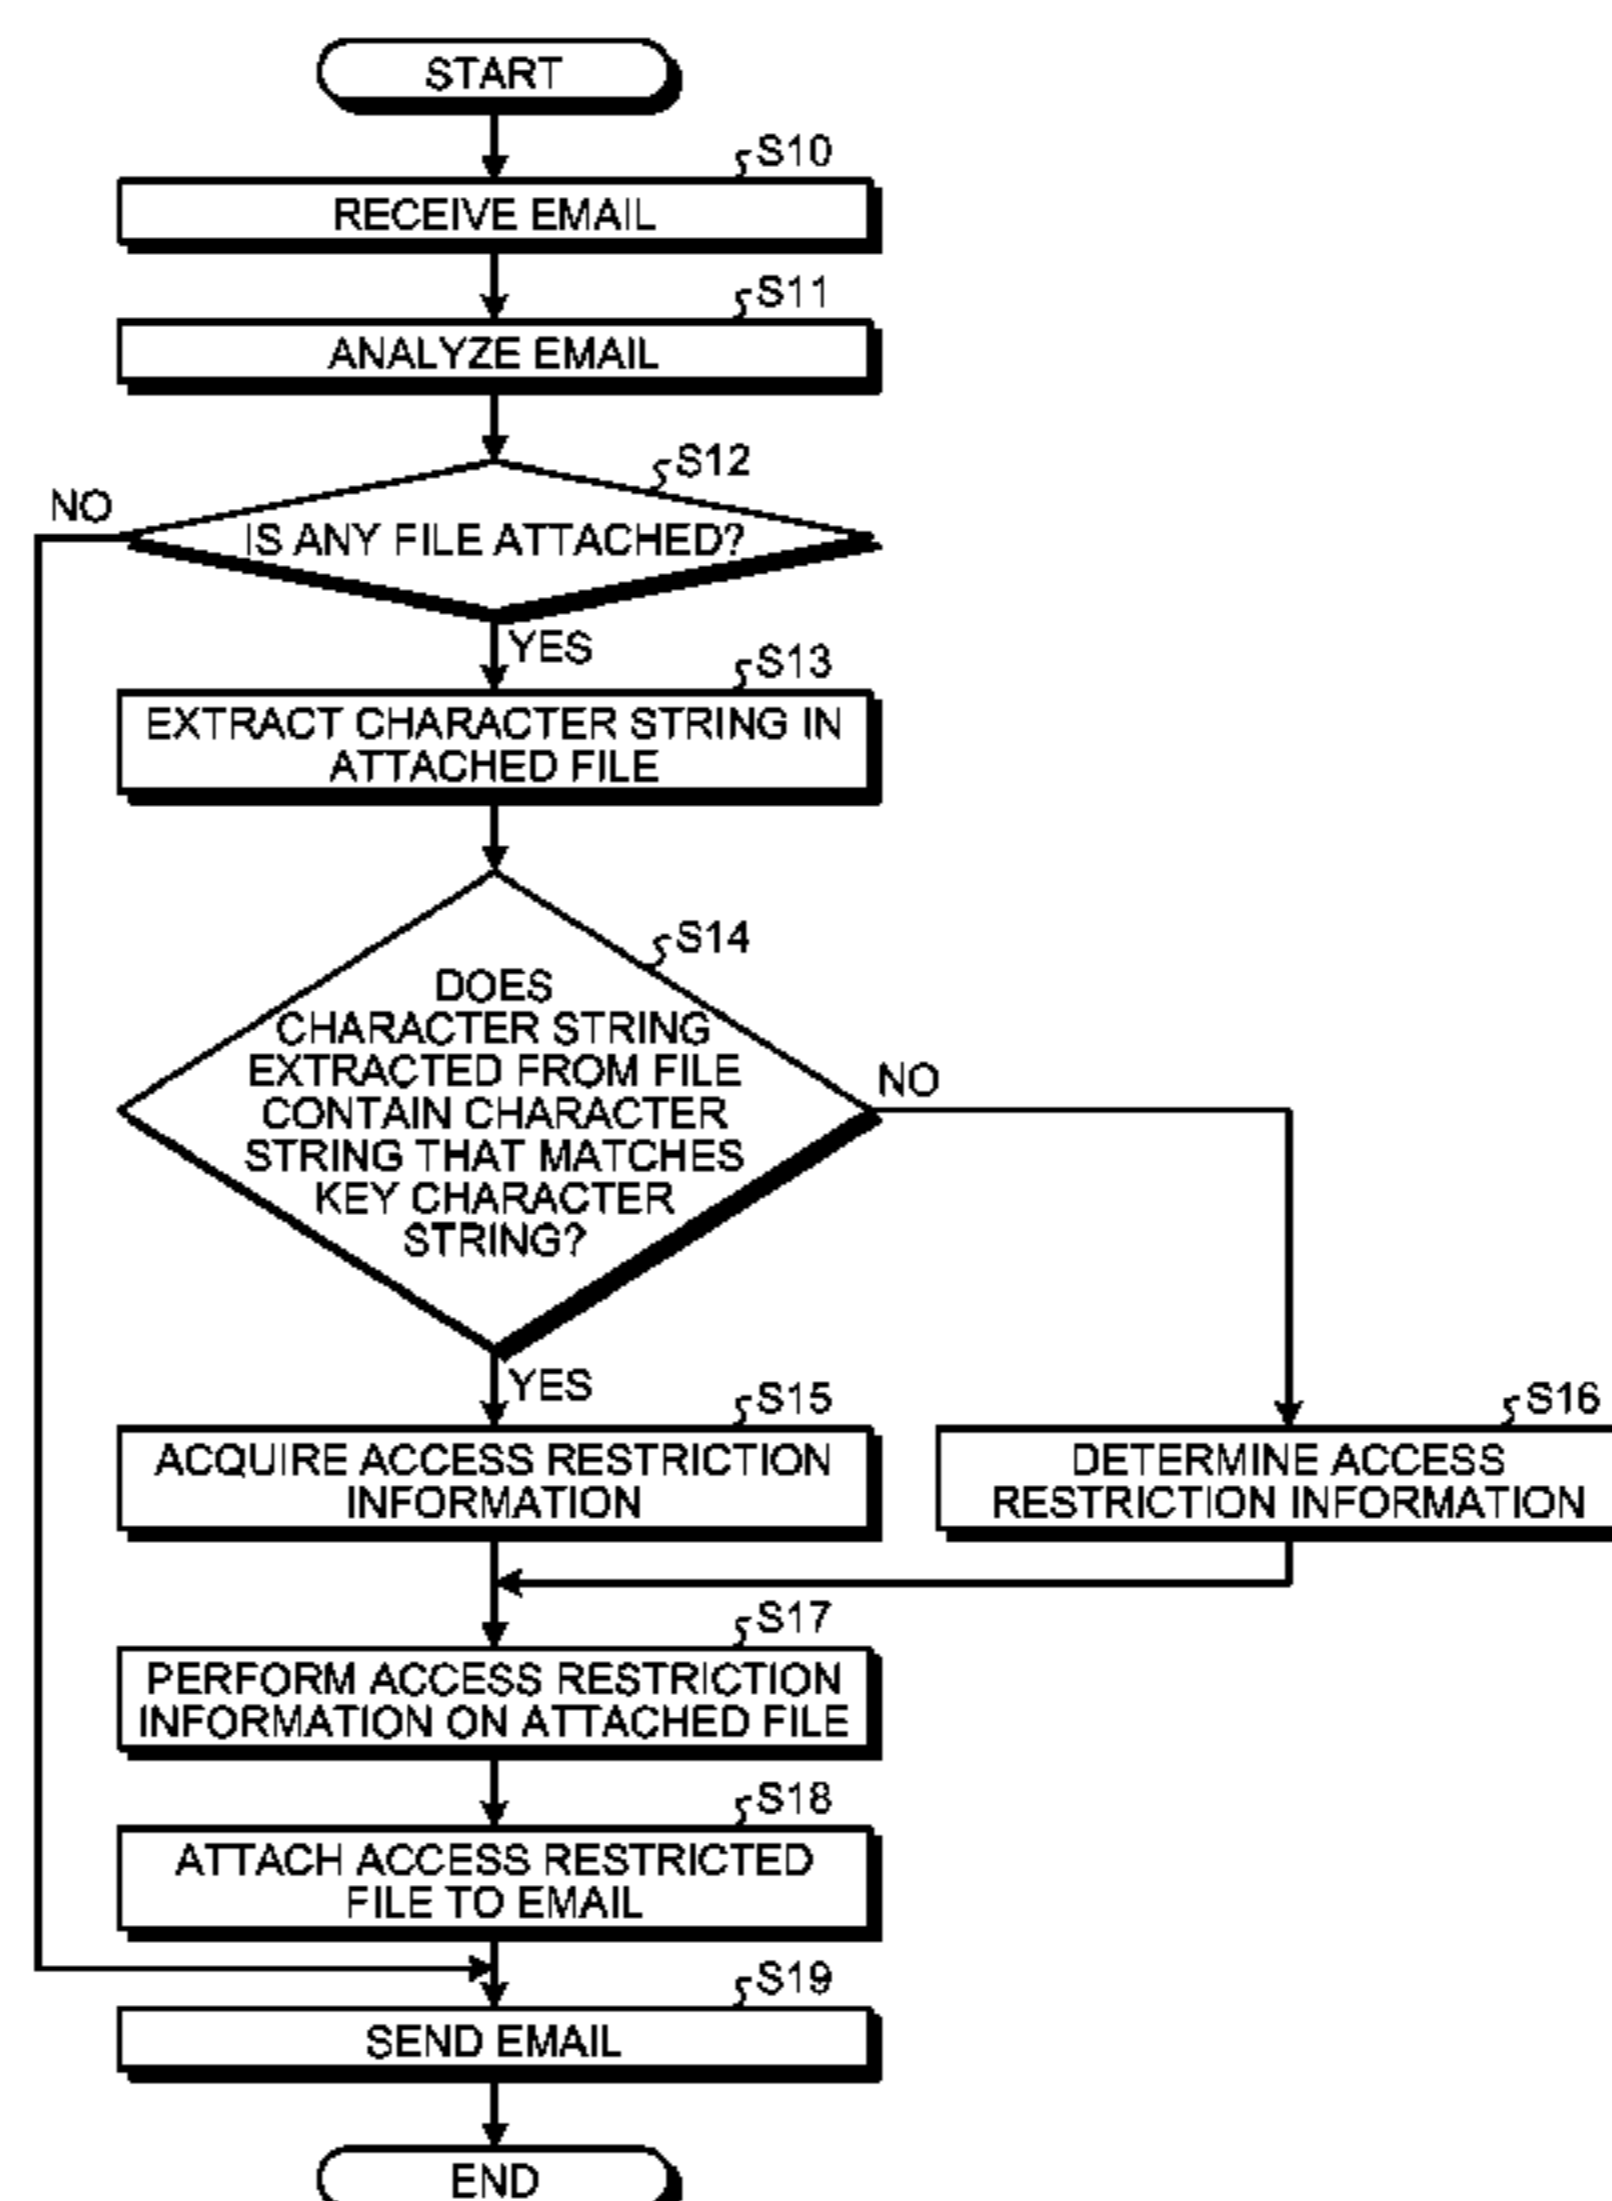 START
S10
RECEIVE EMAIL
S11
ANALYZE EMAIL
S12
NO
IS ANY FILE ATTACHED?
YES
S13
EXTRACT CHARACTER STRING IN
ATTACHED FILE
S14
DOES
CHARACTER STRING
EXTRACTED FROM FILE
CONTAIN CHARACTER
STRING THAT MATCHES
KEY CHARACTER
STRING?
NO
YES
S15
ACQUIRE ACCESS RESTRICTION
INFORMATION
S16
DETERMINE ACCESS
RESTRICTION INFORMATION
S17
PERFORM ACCESS RESTRICTION
INFORMATION ON ATTACHED FILE
S18
ATTACH ACCESS RESTRICTED
FILE TO EMAIL
S19
SEND EMAIL
END